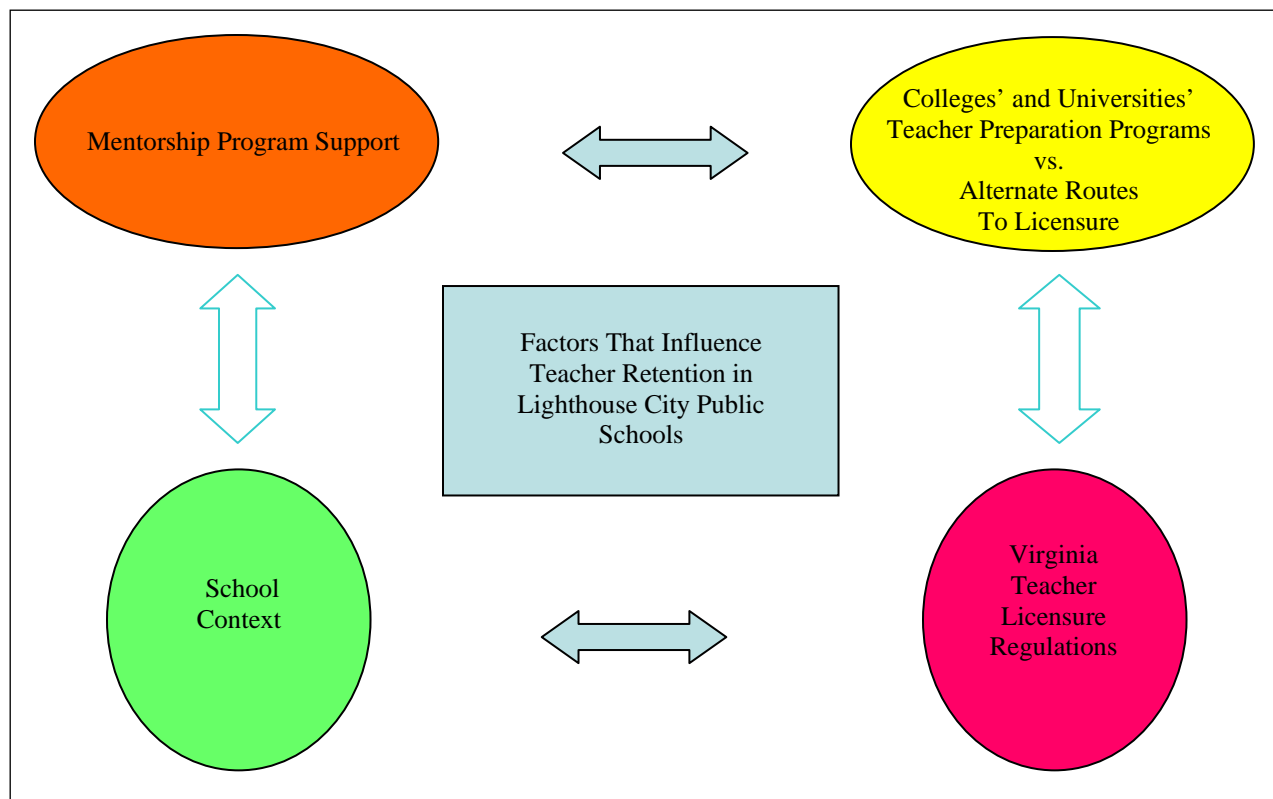 Mentorship Program Support
Colleges’ and Universities’
Teacher Preparation Programs
vs.
Alternate Routes
To Licensure
Factors That Influence
Teacher Retention in
Lighthouse City Public
Schools
School
Context
Virginia
Teacher
Licensure
Regulations